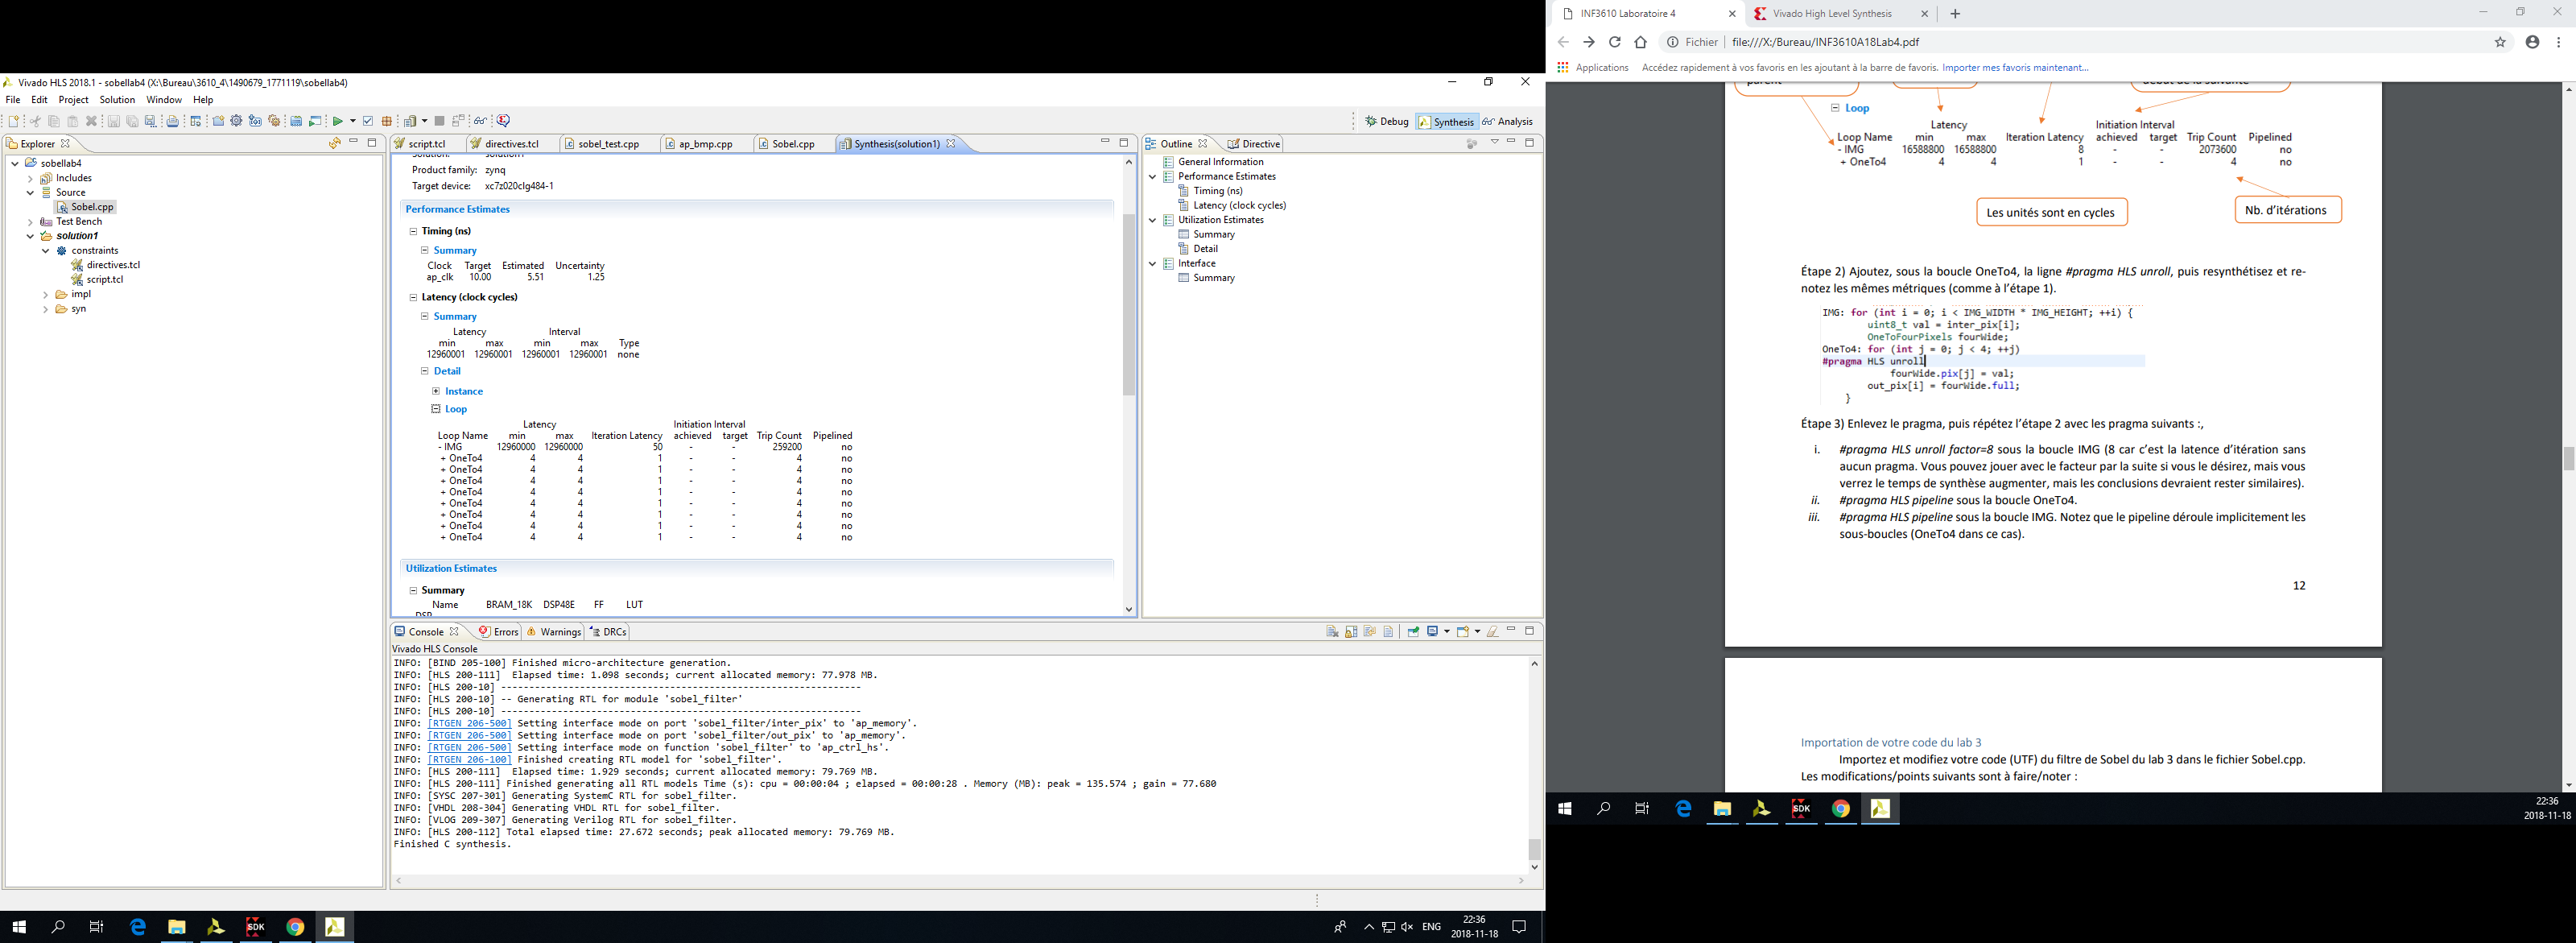 Vivado HLS 2018.1 - sobellab4 (X:\Bureau\3610_4\1490679_1771119\sobellab4)
File Edit Project Solution Window Help
Debug Synthesis Analysis
Explorer
sobellab4
Includes
Source
Sobel.cpp
Test Bench
solution1
constraints
directives.tcl
script.tcl
impl
syn
script.tcl directives.tcl sobel_test.cpp ap_bmp.cpp Sobel.cpp Synthesis(solution1)
Solution: solution1
Product family: zynq
Target device: xc7z020clg484-1
Performance Estimates
Timing (ns)
Summary
Clock Target Estimated Uncertainty
ap_clk 10.00 5.51 1.25
Latency (clock cycles)
Summary
Latency Interval
min max min max Type
12960001 12960001 12960001 12960001 none
Detail
Instance
Loop
Latency Initiation Interval
Loop Name min max Iteration Latency achieved target Trip Count Pipelined
- IMG 12960000 12960000 50 - - 259200 no
+ OneTo4 4 4 1 - - 4 no
+ OneTo4 4 4 1 - - 4 no
+ OneTo4 4 4 1 - - 4 no
+ OneTo4 4 4 1 - - 4 no
+ OneTo4 4 4 1 - - 4 no
+ OneTo4 4 4 1 - - 4 no
+ OneTo4 4 4 1 - - 4 no
+ OneTo4 4 4 1 - - 4 no
Utilization Estimates
Summary
Name BRAM_18K DSP48E FF LUT
DSP
Outline Directive
General Information
Performance Estimates
Timing (ns)
Latency (clock cycles)
Utilization Estimates
Summary
Detail
Interface
Summary
Console Errors Warnings DRCs
Vivado HLS Console
INFO: [BIND 205-100] Finished micro-architecture generation.
INFO: [HLS 200-111]  Elapsed time: 1.098 seconds; current allocated memory: 77.978 MB.
INFO: [HLS 200-10] ----------------------------------------------------------------
INFO: [HLS 200-10] -- Generating RTL for module 'sobel_filter'
INFO: [HLS 200-10] ----------------------------------------------------------------
INFO: [RTGEN 206-500] Setting interface mode on port 'sobel_filter/inter_pix' to 'ap_memory'.
INFO: [RTGEN 206-500] Setting interface mode on port 'sobel_filter/out_pix' to 'ap_memory'.
INFO: [RTGEN 206-500] Setting interface mode on function 'sobel_filter' to 'ap_ctrl_hs'.
INFO: [RTGEN 206-100] Finished creating RTL model for 'sobel_filter'.
INFO: [HLS 200-111]  Elapsed time: 1.929 seconds; current allocated memory: 79.769 MB.
INFO: [HLS 200-111] Finished generating all RTL models Time (s): cpu = 00:00:04 ; elapsed = 00:00:28 . Memory (MB): peak = 135.574 ; gain = 77.680
INFO: [SYSC 207-301] Generating SystemC RTL for sobel_filter.
INFO: [VHDL 208-304] Generating VHDL RTL for sobel_filter.
INFO: [VLOG 209-307] Generating Verilog RTL for sobel_filter.
INFO: [HLS 200-112] Total elapsed time: 27.672 seconds; peak allocated memory: 79.769 MB.
Finished C synthesis.
SDK
ENG
22:36
2018-11-18
INF3610 Laboratoire 4
Vivado High Level Synthesis
Fichier | file:///X:/Bureau/INF3610A18Lab4.pdf
Applications Accédez rapidement à vos favoris en les ajoutant à la barre de favoris. Importer mes favoris maintenant...
parent
début de la suivante
Loop
Latency Initiation Interval
Loop Name min max Iteration Latency achieved target Trip Count Pipelined
- IMG 16588800 16588800 8 - - 2073600 no
+ OneTo4 4 4 1 - - 4 no
Les unités sont en cycles
Nb. d'itérations
Étape 2) Ajoutez, sous la boucle OneTo4, la ligne #pragma HLS unroll, puis resynthétisez et re-
notez les mêmes métriques (comme à l'étape 1).
IMG: for (int i = 0; i < IMG_WIDTH * IMG_HEIGHT; ++i) {
uint8_t val = inter_pix[i];
OneToFourPixels fourWide;
OneTo4: for (int j = 0; j < 4; ++j)
#pragma HLS unroll
fourWide.pix[j] = val;
out_pix[i] = fourWide.full;
}
Étape 3) Enlevez le pragma, puis répétez l'étape 2 avec les pragma suivants :,
i. #pragma HLS unroll factor=8 sous la boucle IMG (8 car c'est la latence d'itération sans
aucun pragma. Vous pouvez jouer avec le facteur par la suite si vous le désirez, mais vous
verrez le temps de synthèse augmenter, mais les conclusions devraient rester similaires).
ii. #pragma HLS pipeline sous la boucle OneTo4.
iii. #pragma HLS pipeline sous la boucle IMG. Notez que le pipeline déroule implicitement les
sous-boucles (OneTo4 dans ce cas).
12
Importation de votre code du lab 3
Importez et modifiez votre code (UTF) du filtre de Sobel du lab 3 dans le fichier Sobel.cpp.
Les modifications/points suivants sont à faire/noter :
SDK
22:36
2018-11-18